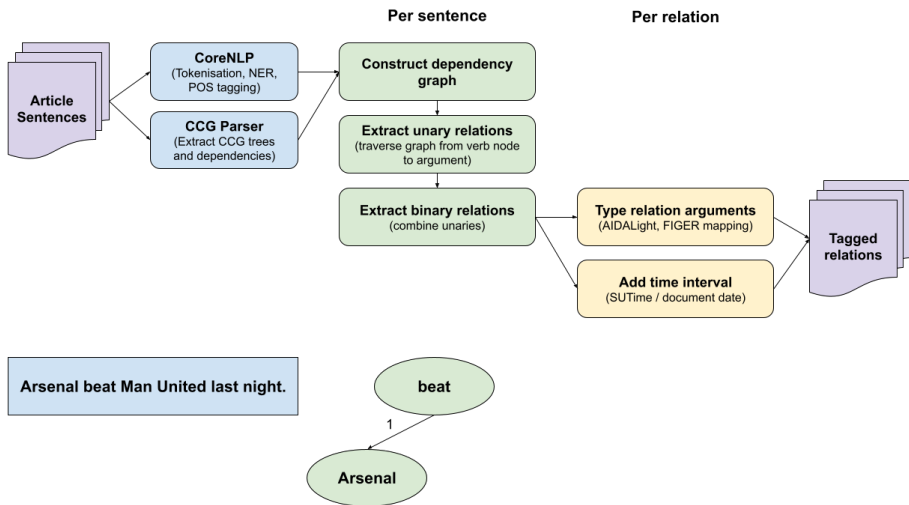 Per sentence
Per relation
Article
Sentences
CoreNLP
(Tokenisation, NER,
POS tagging)
CCG Parser
(Extract CCG trees
and dependencies)
Construct dependency
graph
Extract unary relations
(traverse graph from verb node
to argument)
Extract binary relations
(combine unaries)
Type relation arguments
(AIDALight, FIGER mapping)
Add time interval
(SUTime / document date)
Tagged
relations
Arsenal beat Man United last night.
beat
1
Arsenal